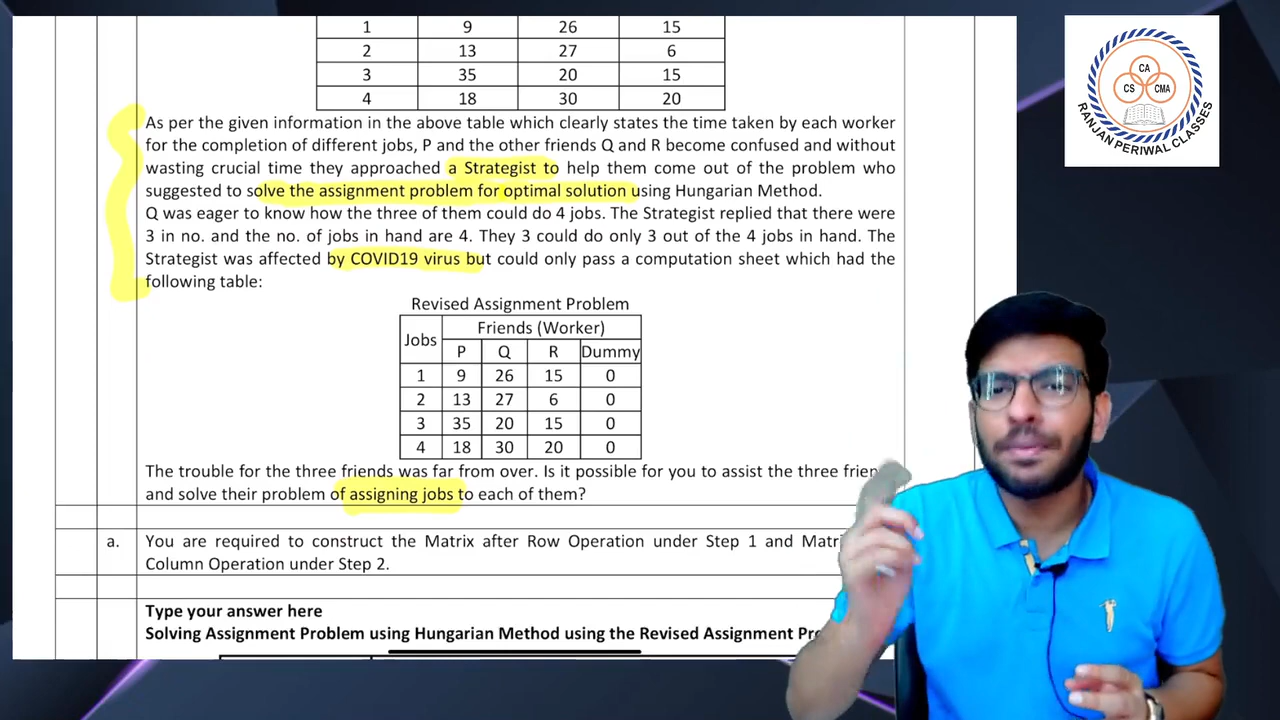 1 9 26 15
2 13 27 6
3 35 20 15
4 18 30 20
As per the given information in the above table which clearly states the time taken by each worker
for the completion of different jobs, P and the other friends Q and R become confused and without
wasting crucial time they approached a Strategist to help them come out of the problem who
suggested to solve the assignment problem for optimal solution using Hungarian Method.
Q was eager to know how the three of them could do 4 jobs. The Strategist replied that there were
3 in no. and the no. of jobs in hand are 4. They 3 could do only 3 out of the 4 jobs in hand. The
Strategist was affected by COVID19 virus but could only pass a computation sheet which had the
following table:
Revised Assignment Problem
Jobs Friends (Worker)
P Q R Dummy
1 9 26 15 0
2 13 27 6 0
3 35 20 15 0
4 18 30 20 0
The trouble for the three friends was far from over. Is it possible for you to assist the three frien
and solve their problem of assigning jobs to each of them?
a. You are required to construct the Matrix after Row Operation under Step 1 and Matri
Column Operation under Step 2.
Type your answer here
Solving Assignment Problem using Hungarian Method using the Revised Assignment Pr
CA
CS CMA
RANJAN PERIWAL CLASSES